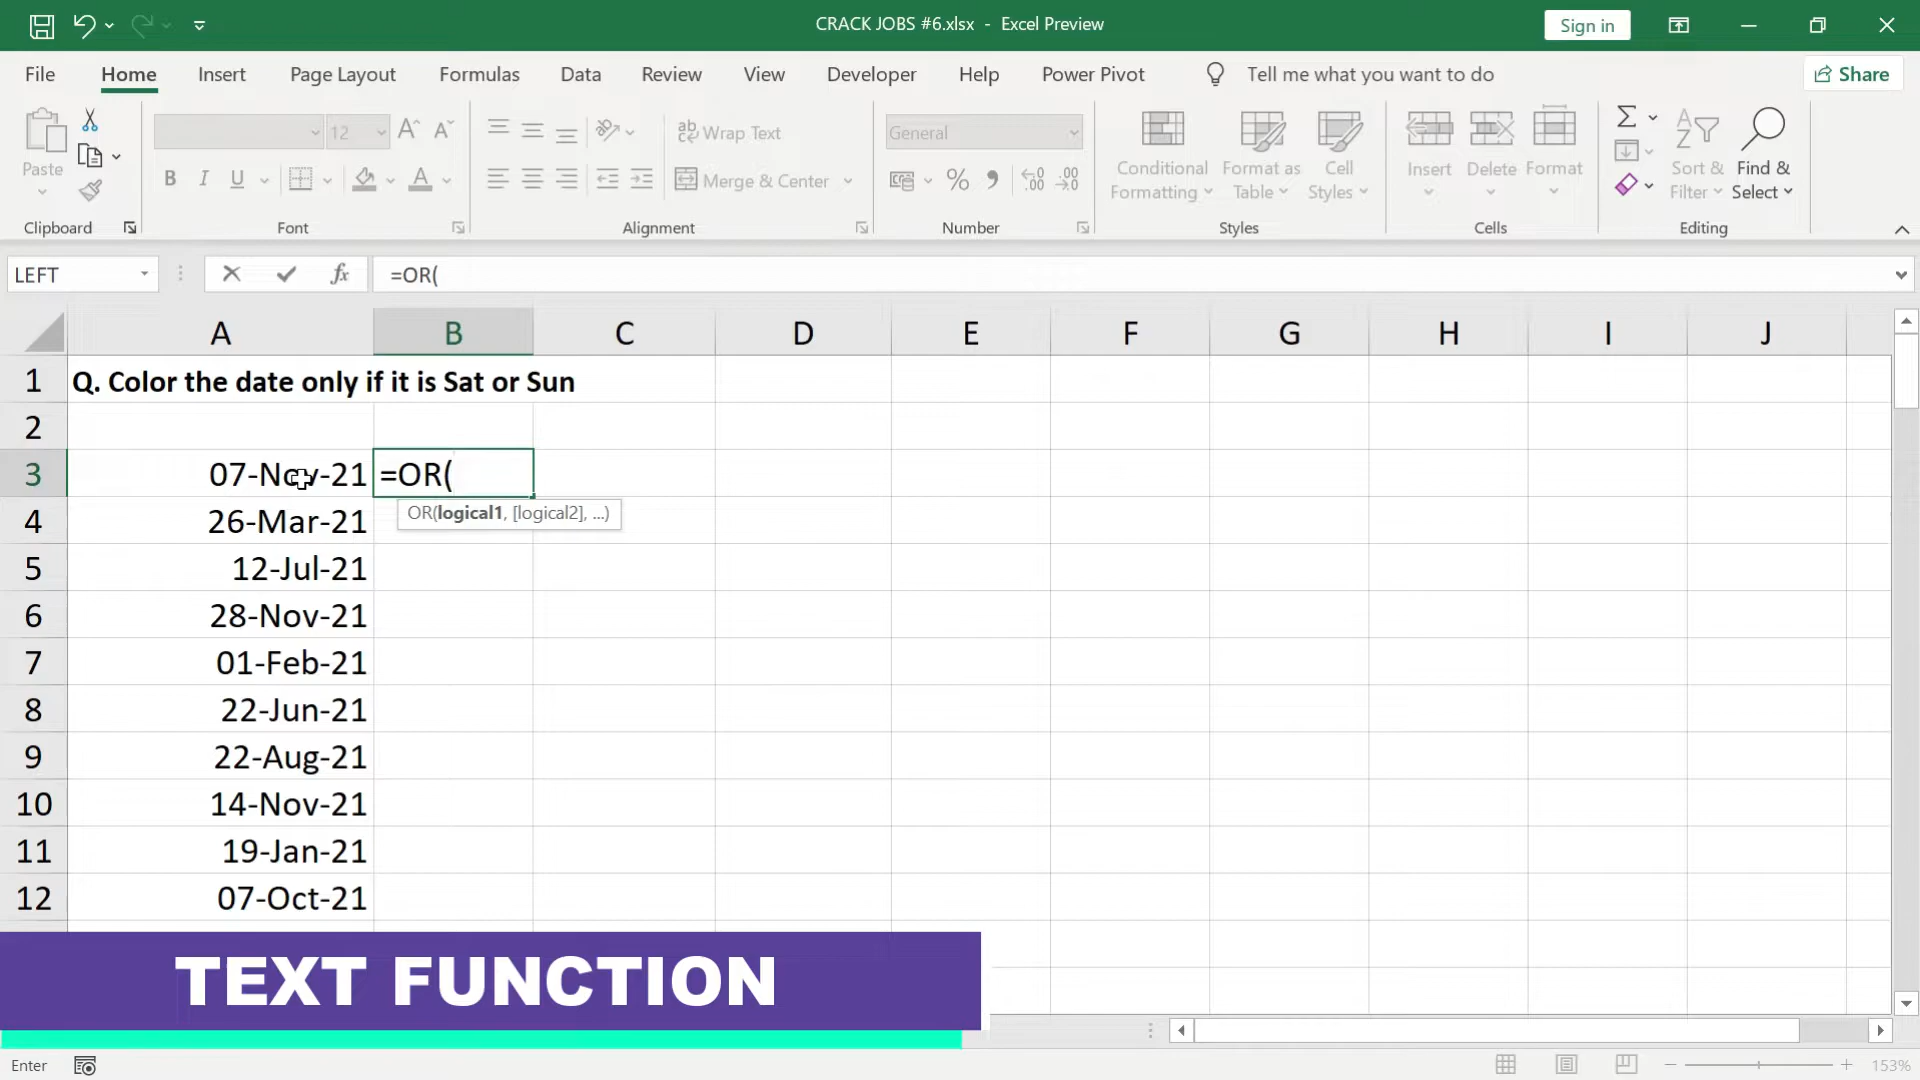 CRACK JOBS #6.xlsx - Excel Preview
Sign in
File Home Insert Page Layout Formulas Data Review View Developer Help Power Pivot Tell me what you want to do Share
Paste
12
Wrap Text
Merge & Center
General
Conditional Formatting
Format as Table
Cell Styles
Insert Delete Format
Sort & Filter
Find & Select
Clipboard Font Alignment Number Styles Cells Editing
LEFT =OR(
A B C D E F G H I J
1 Q. Color the date only if it is Sat or Sun
2
3 07-Nov-21 =OR(
OR(logical1, [logical2], ...)
4 26-Mar-21
5 12-Jul-21
6 28-Nov-21
7 01-Feb-21
8 22-Jun-21
9 22-Aug-21
10 14-Nov-21
11 19-Jan-21
12 07-Oct-21
TEXT FUNCTION
Enter 153%